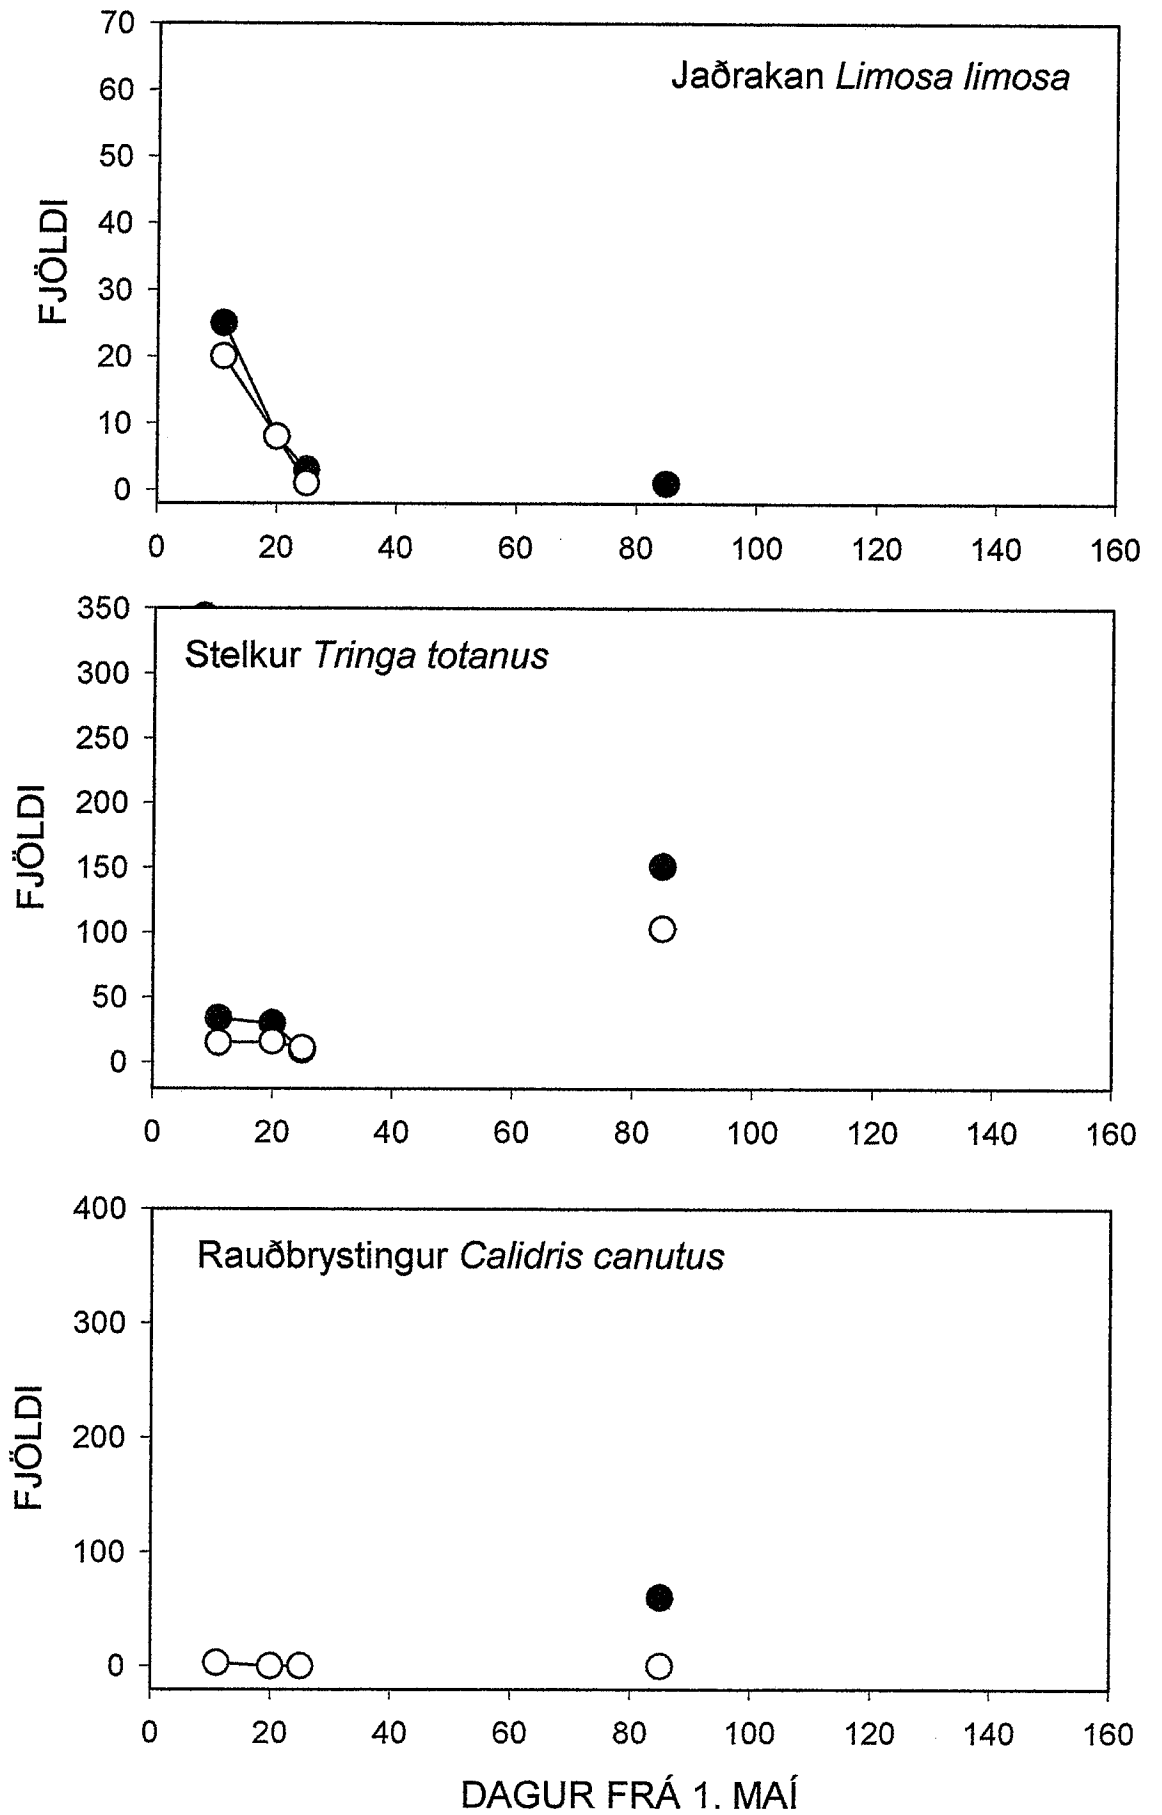 70
Jaðrakan Limosa limosa
60
50
40
30
20
10
0
FJÖLDI
0 20 40 60 80 100 120 140 160
350
Stelkur Tringa totanus
300
250
200
150
100
50
0
FJÖLDI
0 20 40 60 80 100 120 140 160
400
Rauðbrystingur Calidris canutus
300
200
100
0
FJÖLDI
0 20 40 60 80 100 120 140 160
DAGUR FRÁ 1. MAÍ